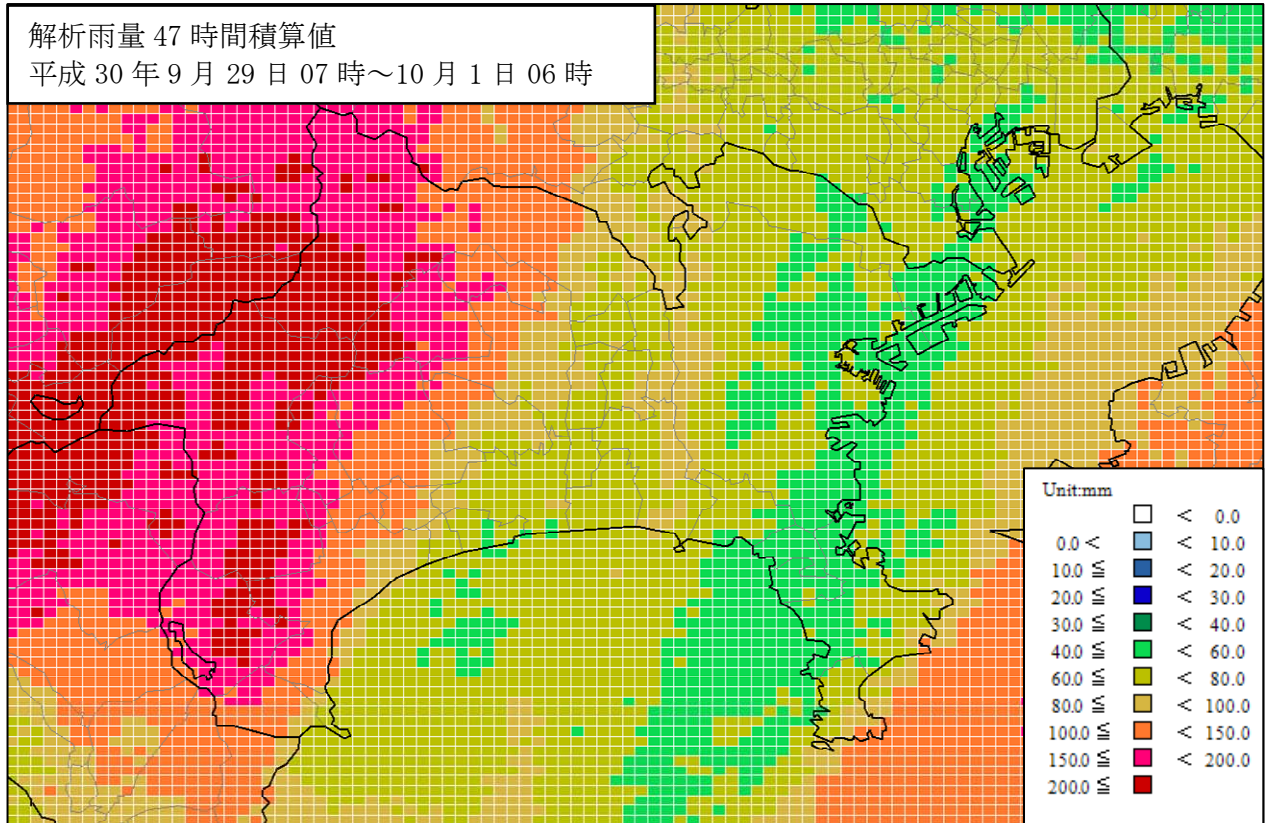 解析雨量 47 時間積算値
平成 30 年 9 月 29 日 07 時～10 月 1 日 06 時
Unit:mm
< 0.0
0.0 < < 10.0
10.0 ≦ < 20.0
20.0 ≦ < 30.0
30.0 ≦ < 40.0
40.0 ≦ < 60.0
60.0 ≦ < 80.0
80.0 ≦ < 100.0
100.0 ≦ < 150.0
150.0 ≦ < 200.0
200.0 ≦